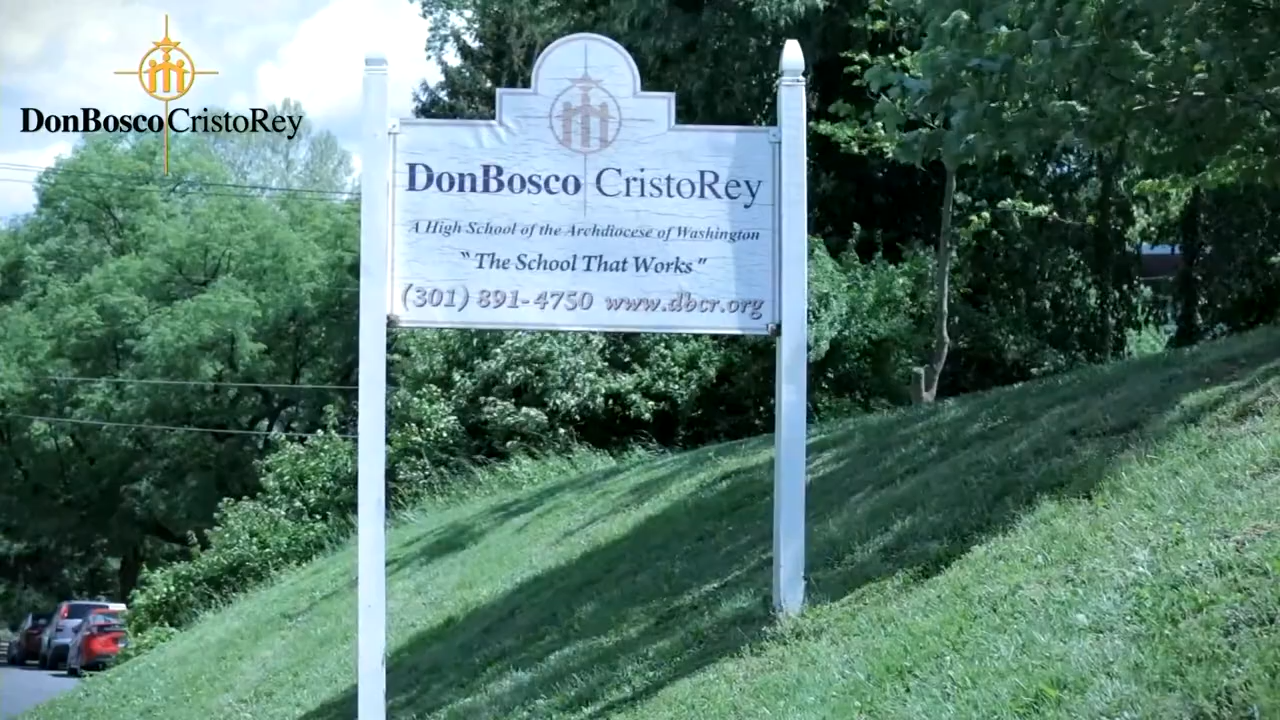 DonBosco CristoRey
DonBosco CristoRey
A High School of the Archdiocese of Washington
"The School That Works"
(301) 891-4750 www.dbcr.org